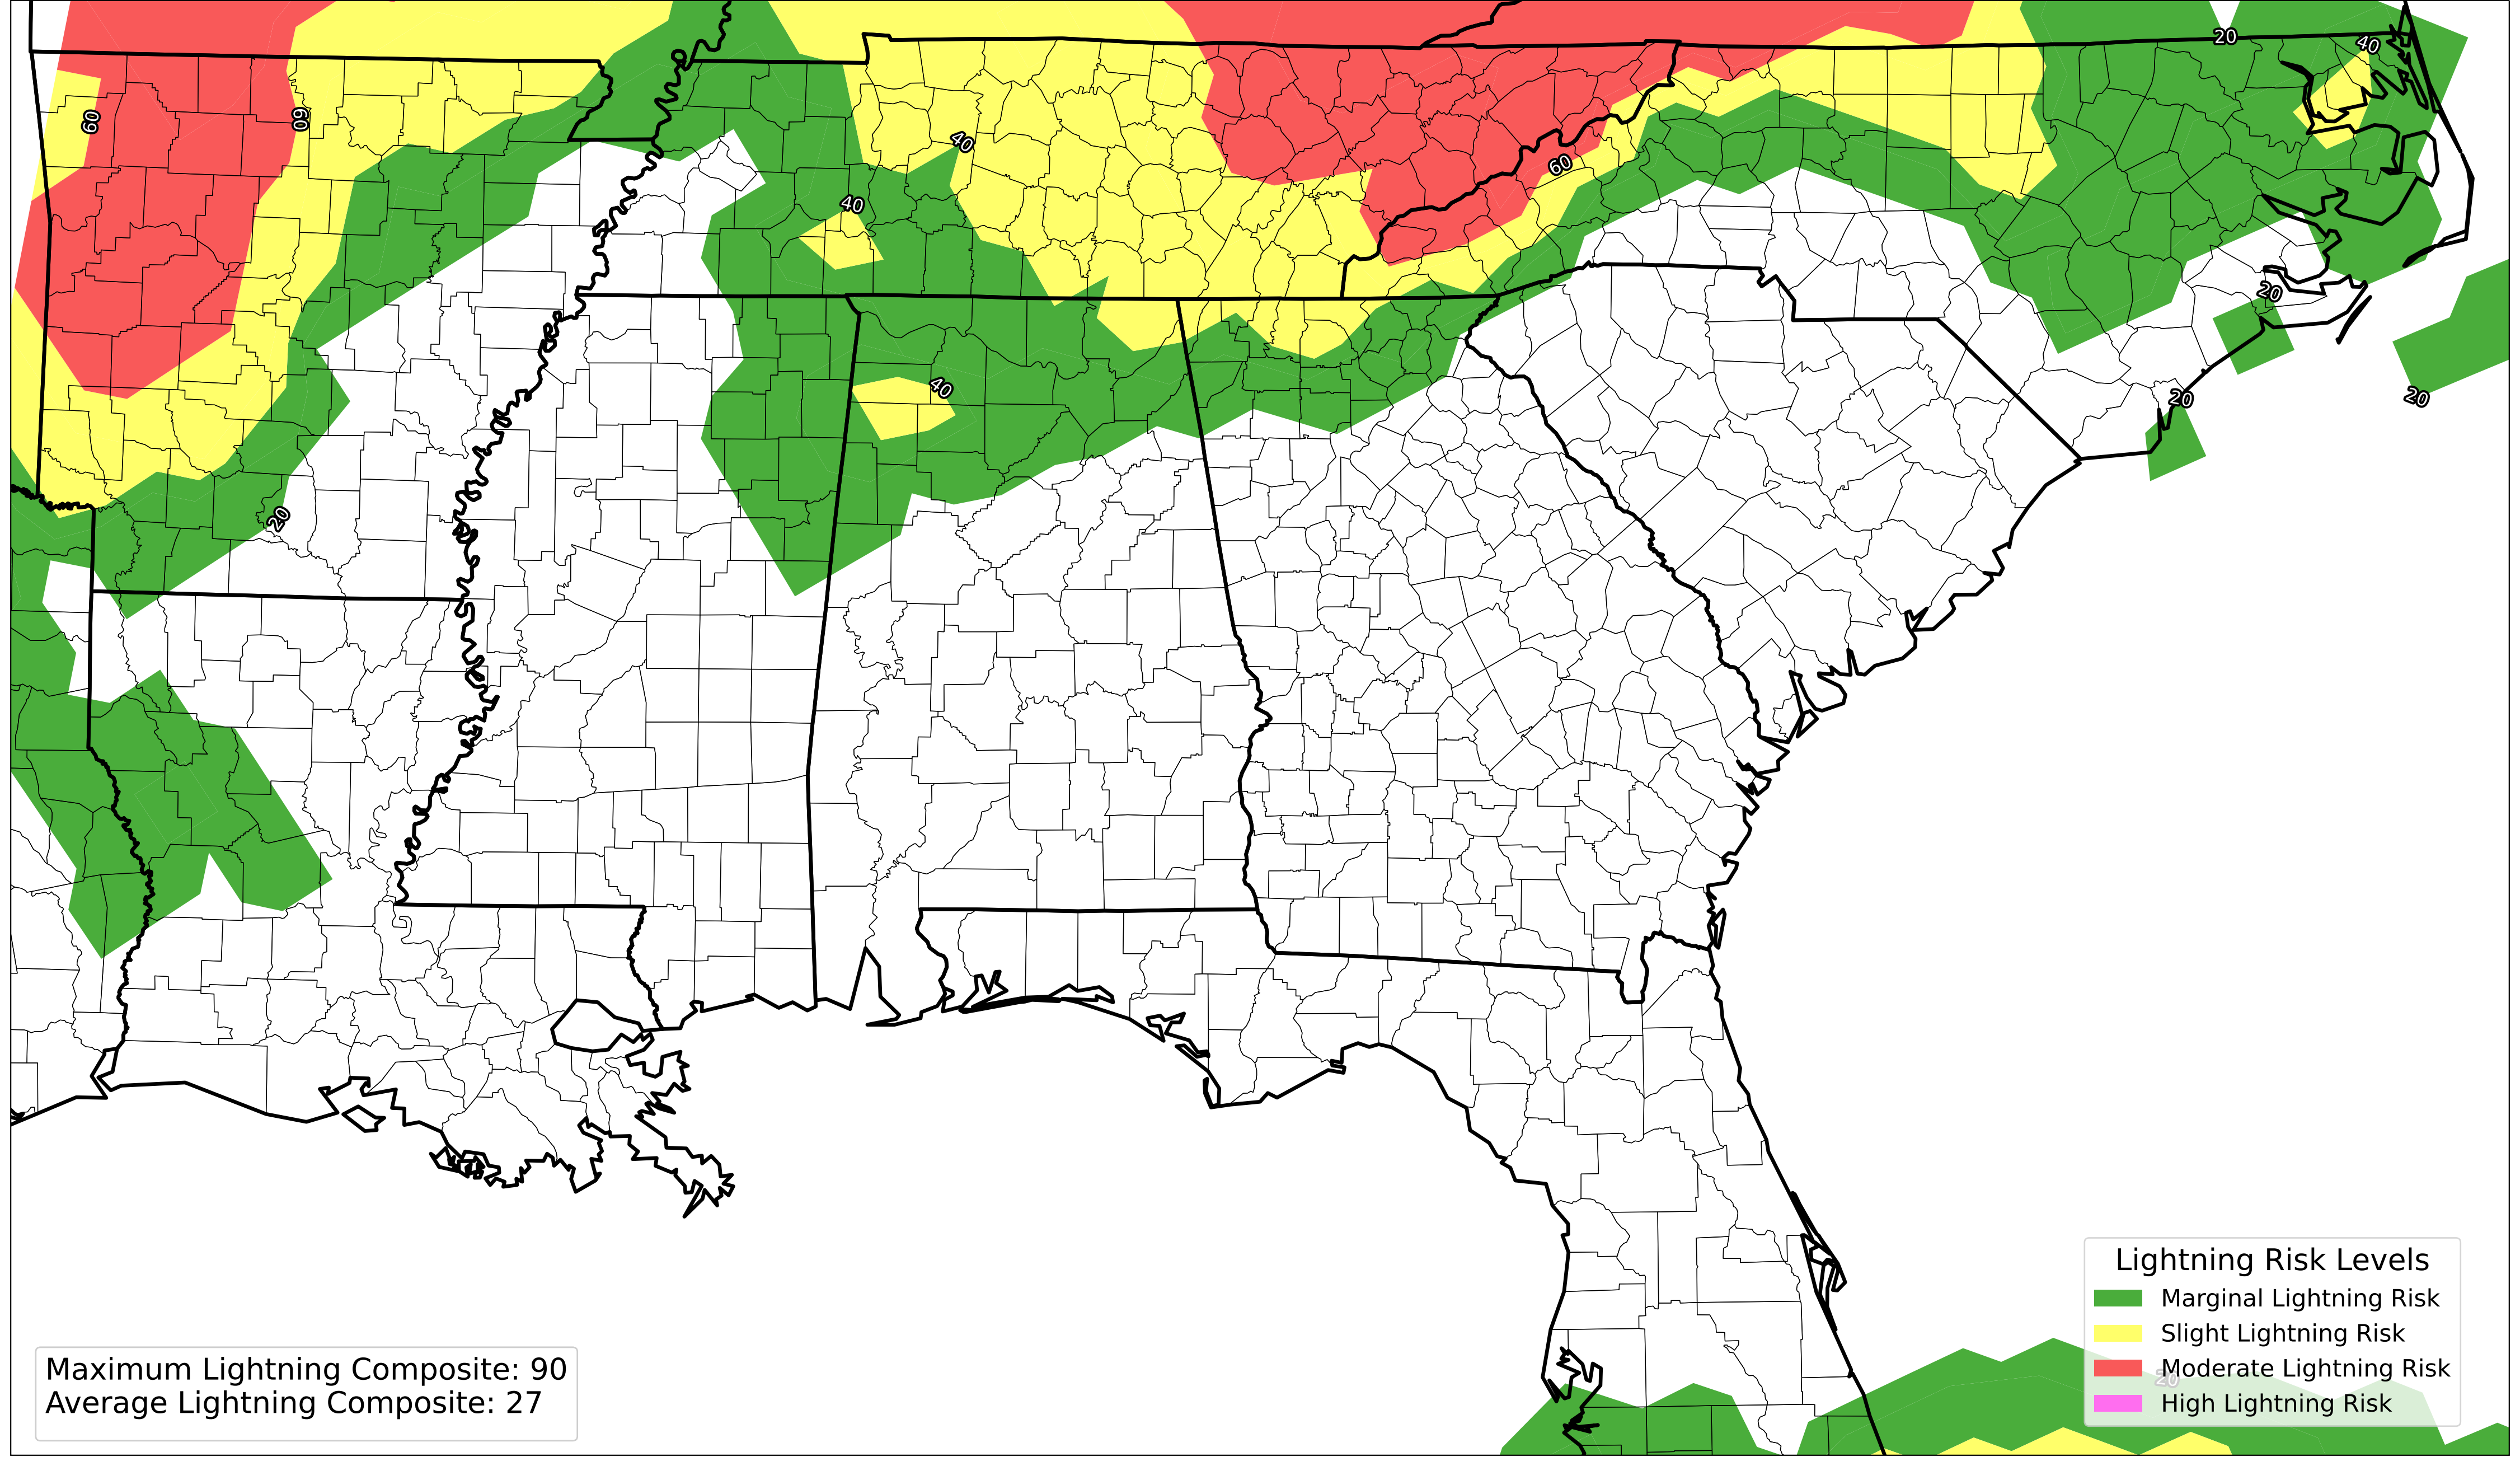 20
40
60
60
40
60
40
20
40
20
20
20
Lightning Risk Levels
Marginal Lightning Risk
Slight Lightning Risk
Moderate Lightning Risk
20
High Lightning Risk
Maximum Lightning Composite: 90
Average Lightning Composite: 27